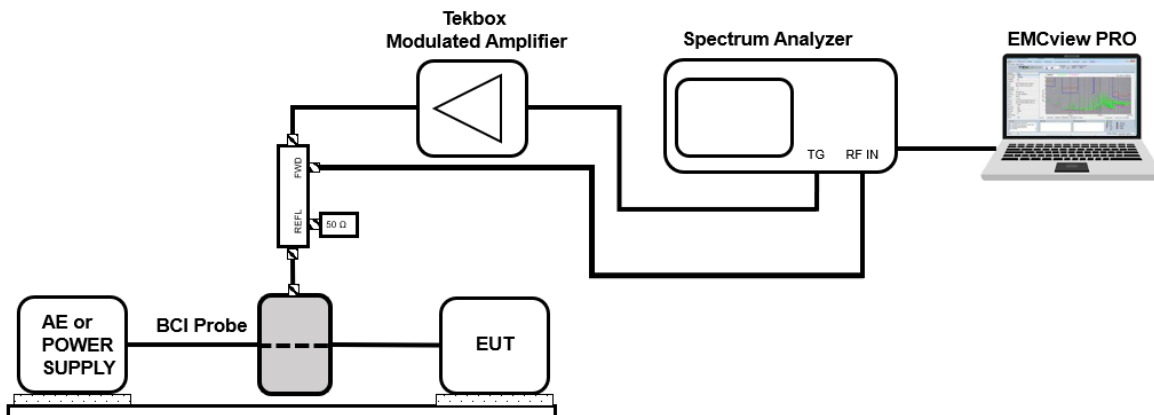 Tekbox
Modulated Amplifier
Spectrum Analyzer
EMCview PRO
TG
RF IN
FWD
REFL
50 Ω
AE or
POWER
SUPPLY
BCI Probe
EUT